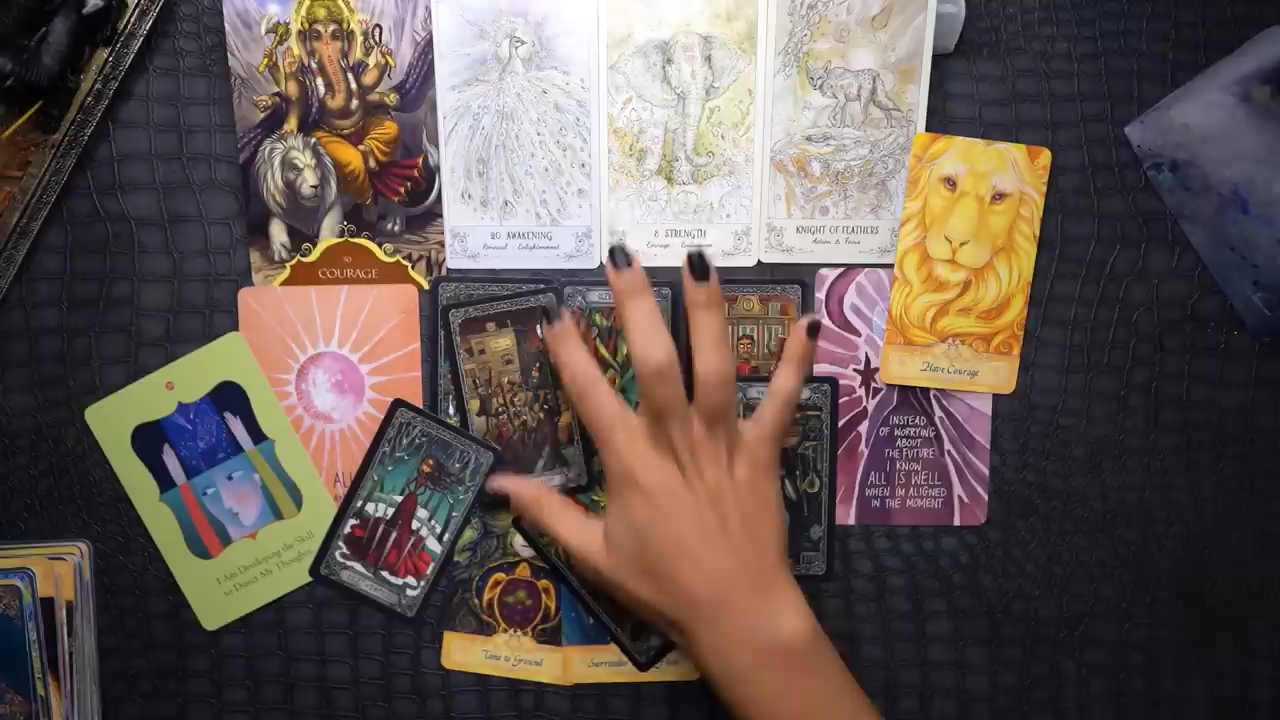 50
COURAGE
20 AWAKENING
Renewal · Enlightenment
8 STRENGTH
Courage
KNIGHT OF FEATHERS
Action & Focus
Have Courage
INSTEAD
OF WORRYING
ABOUT
THE FUTURE
I KNOW
ALL IS WELL
WHEN I'M ALIGNED
IN THE MOMENT
I Am Developing the Skill
to Direct My Thoughts
Time to Ground
Surrender